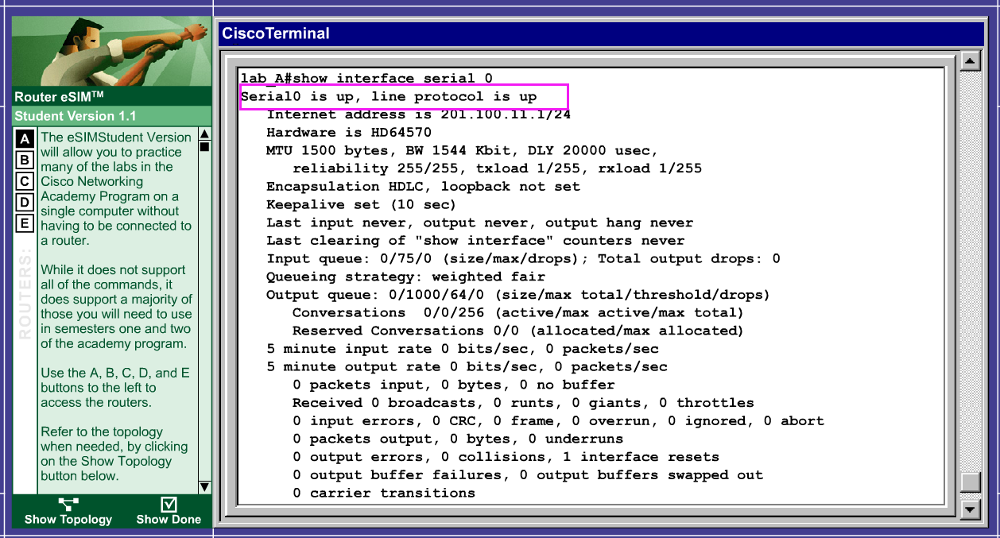 Router eSIM™
Student Version 1.1
A
B
C
D
E
ROUTERS:
The eSIMStudent Version
will allow you to practice
many of the labs in the
Cisco Networking
Academy Program on a
single computer without
having to be connected to
a router.
While it does not support
all of the commands, it
does support a majority of
those you will need to use
in semesters one and two
of the academy program.
Use the A, B, C, D, and E
buttons to the left to
access the routers.
Refer to the topology
when needed, by clicking
on the Show Topology
button below.
Show Topology
Show Done
CiscoTerminal
lab_A#show interface serial 0
Serial0 is up, line protocol is up
Internet address is 201.100.11.1/24
Hardware is HD64570
MTU 1500 bytes, BW 1544 Kbit, DLY 20000 usec,
reliability 255/255, txload 1/255, rxload 1/255
Encapsulation HDLC, loopback not set
Keepalive set (10 sec)
Last input never, output never, output hang never
Last clearing of "show interface" counters never
Input queue: 0/75/0 (size/max/drops); Total output drops: 0
Queueing strategy: weighted fair
Output queue: 0/1000/64/0 (size/max total/threshold/drops)
Conversations  0/0/256 (active/max active/max total)
Reserved Conversations 0/0 (allocated/max allocated)
5 minute input rate 0 bits/sec, 0 packets/sec
5 minute output rate 0 bits/sec, 0 packets/sec
0 packets input, 0 bytes, 0 no buffer
Received 0 broadcasts, 0 runts, 0 giants, 0 throttles
0 input errors, 0 CRC, 0 frame, 0 overrun, 0 ignored, 0 abort
0 packets output, 0 bytes, 0 underruns
0 output errors, 0 collisions, 1 interface resets
0 output buffer failures, 0 output buffers swapped out
0 carrier transitions